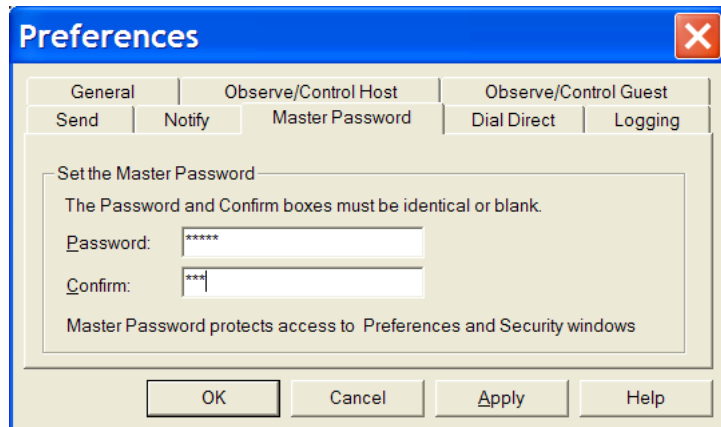 Preferences
General Observe/Control Host Observe/Control Guest
Send Notify Master Password Dial Direct Logging
Set the Master Password
The Password and Confirm boxes must be identical or blank.
Password: *****
Confirm: ***
Master Password protects access to Preferences and Security windows
OK Cancel Apply Help